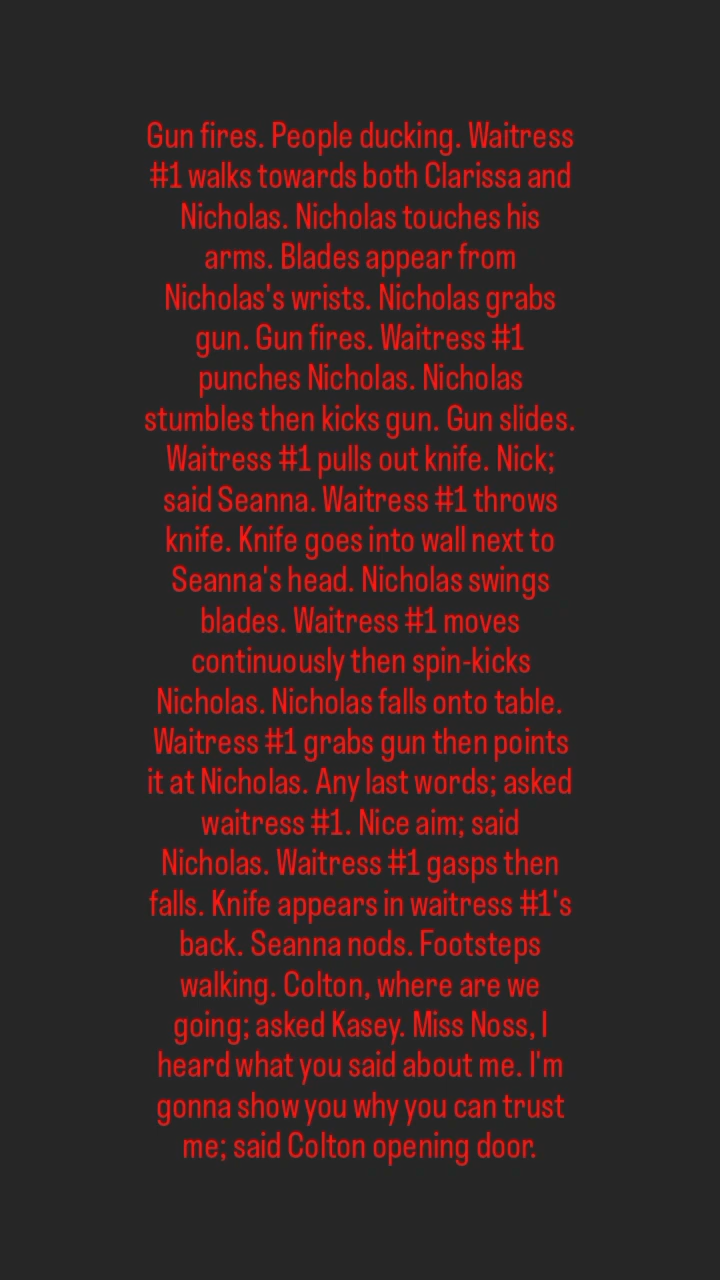 Gun fires. People ducking. Waitress
#1 walks towards both Clarissa and
Nicholas. Nicholas touches his
arms. Blades appear from
Nicholas's wrists. Nicholas grabs
gun. Gun fires. Waitress #1
punches Nicholas. Nicholas
stumbles then kicks gun. Gun slides.
Waitress #1 pulls out knife. Nick;
said Seanna. Waitress #1 throws
knife. Knife goes into wall next to
Seanna's head. Nicholas swings
blades. Waitress #1 moves
continuously then spin-kicks
Nicholas. Nicholas falls onto table.
Waitress #1 grabs gun then points
it at Nicholas. Any last words; asked
waitress #1. Nice aim; said
Nicholas. Waitress #1 gasps then
falls. Knife appears in waitress #1's
back. Seanna nods. Footsteps
walking. Colton, where are we
going; asked Kasey. Miss Noss, I
heard what you said about me. I'm
gonna show you why you can trust
me; said Colton opening door.